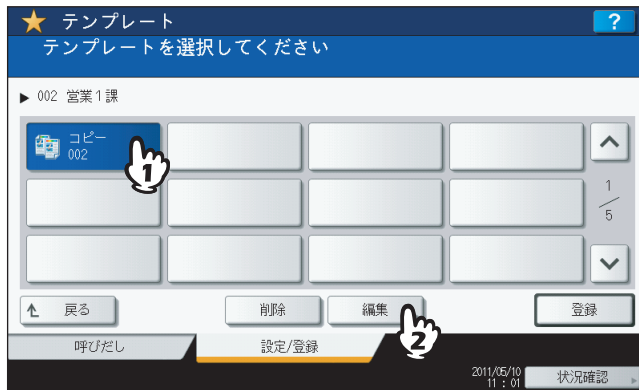 テンプレート
?
テンプレートを選択してください
002 営業1課
コピー
002
1
1
5
戻る
削除
編集
2
登録
呼びだし
設定/登録
2011/05/10
11 : 01
状況確認